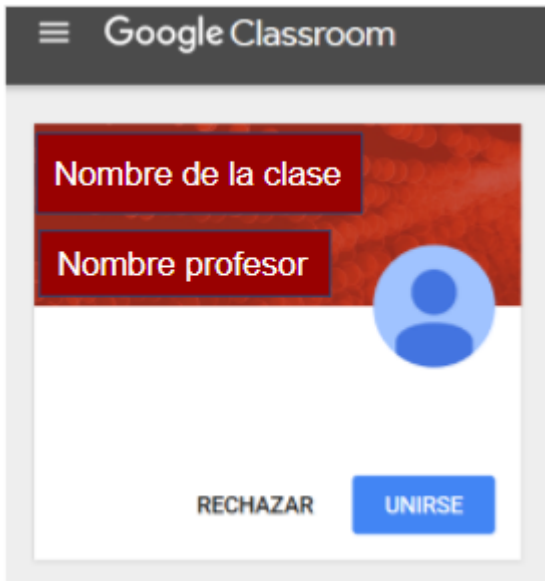 Google Classroom
Nombre de la clase
Nombre profesor
RECHAZAR UNIRSE